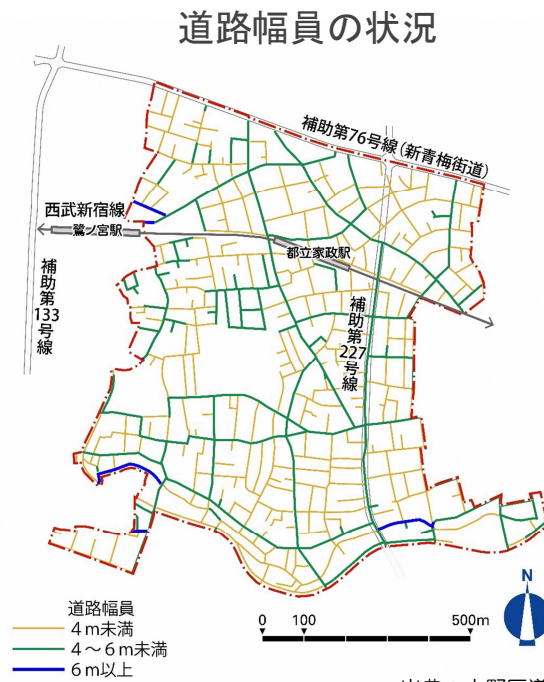 道路幅員の状況
補助第76号線(新青梅街道)
西武新宿線
鷺ノ宮駅
都立家政駅
補助第133号線
補助第227号線
N
道路幅員
4m未満
4～6m未満
6m以上
0 100 500m